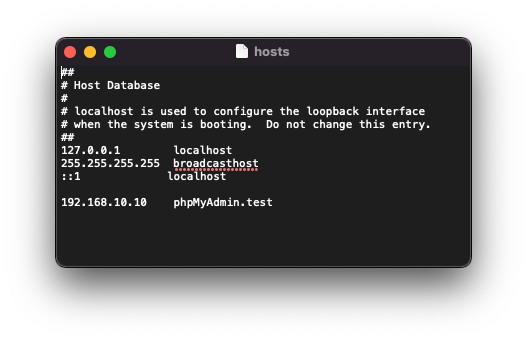 hosts
##
# Host Database
#
# localhost is used to configure the loopback interface
# when the system is booting.  Do not change this entry.
##
127.0.0.1        localhost
255.255.255.255  broadcasthost
::1             localhost

192.168.10.10    phpMyAdmin.test